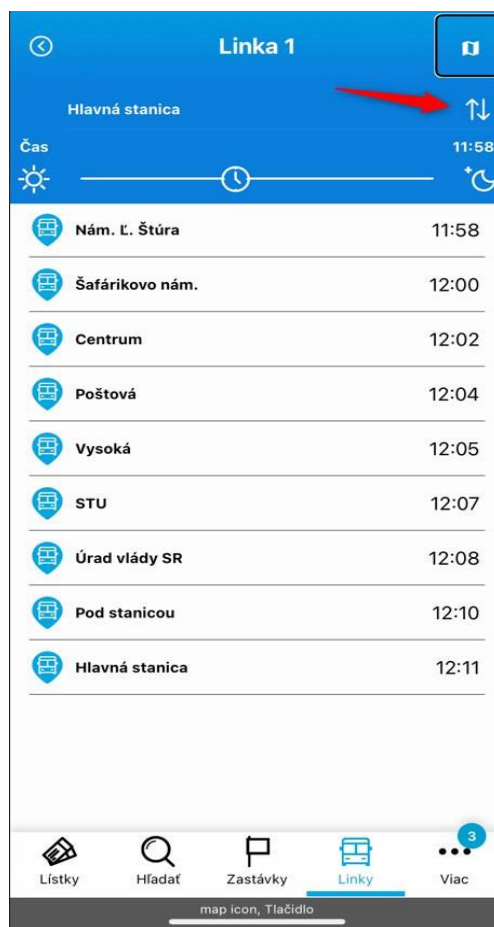 Linka 1
Hlavná stanica
Čas
11:58
Nám. Ľ. Štúra 11:58
Šafárikovo nám. 12:00
Centrum 12:02
Poštová 12:04
Vysoká 12:05
STU 12:07
Úrad vlády SR 12:08
Pod stanicou 12:10
Hlavná stanica 12:11
3
Lístky Hľadať Zastávky Linky Viac
map icon, Tlačidlo